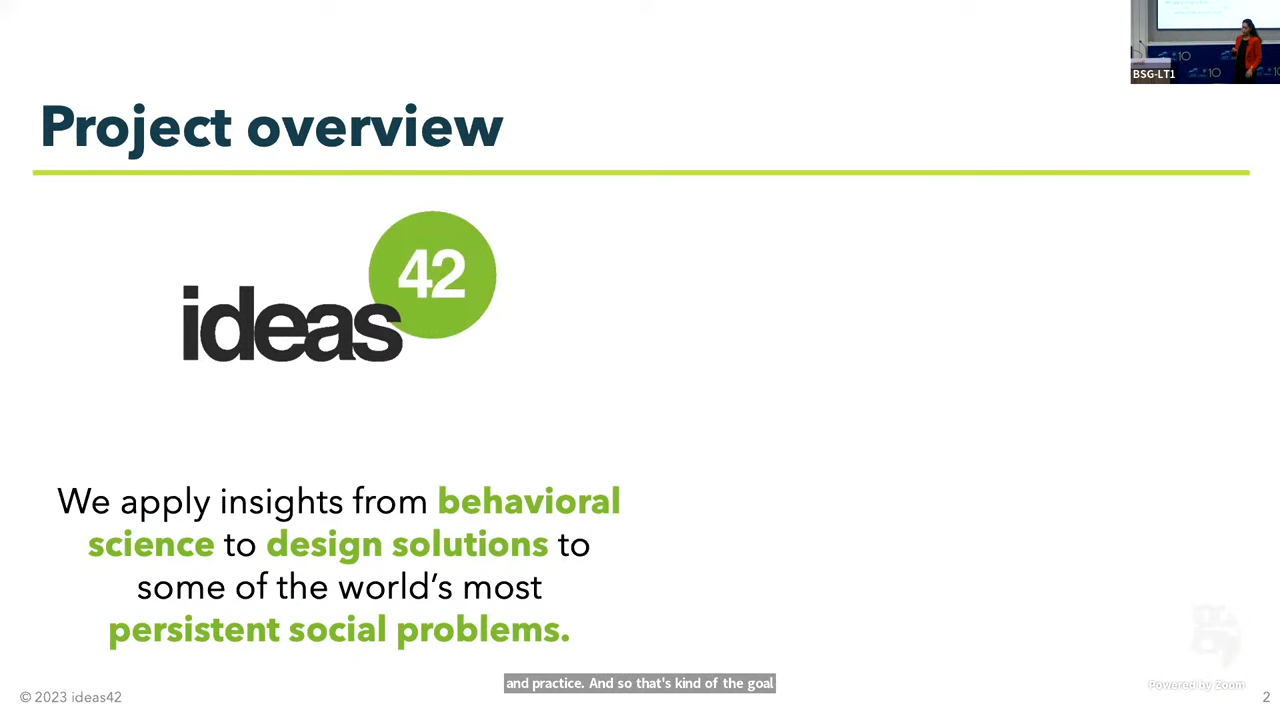 BSG-LT1
Project overview
ideas
42
We apply insights from behavioral
science to design solutions to
some of the world's most
persistent social problems.
and practice. And so that's kind of the goal
© 2023 ideas42
Powered by Zoom
2